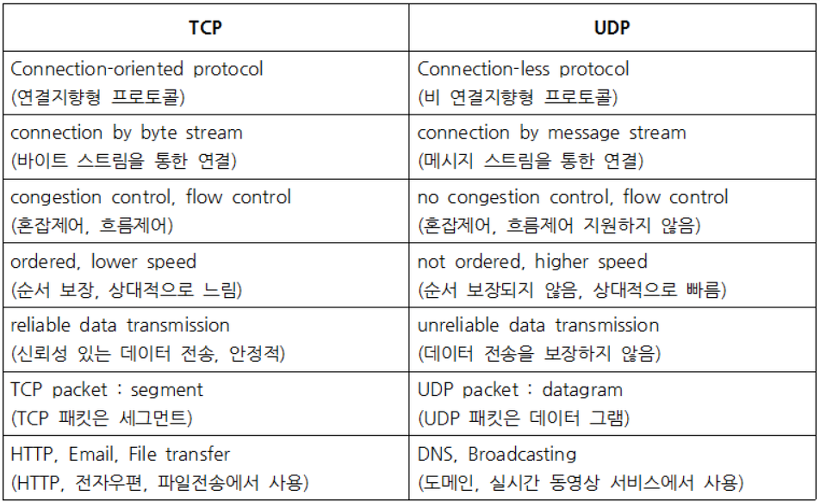 TCP
UDP
Connection-oriented protocol
(연결지향형 프로토콜)
Connection-less protocol
(비 연결지향형 프로토콜)
connection by byte stream
(바이트 스트림을 통한 연결)
connection by message stream
(메시지 스트림을 통한 연결)
congestion control, flow control
(혼잡제어, 흐름제어)
no congestion control, flow control
(혼잡제어, 흐름제어 지원하지 않음)
ordered, lower speed
(순서 보장, 상대적으로 느림)
not ordered, higher speed
(순서 보장되지 않음, 상대적으로 빠름)
reliable data transmission
(신뢰성 있는 데이터 전송, 안정적)
unreliable data transmission
(데이터 전송을 보장하지 않음)
TCP packet : segment
(TCP 패킷은 세그먼트)
UDP packet : datagram
(UDP 패킷은 데이터 그램)
HTTP, Email, File transfer
(HTTP, 전자우편, 파일전송에서 사용)
DNS, Broadcasting
(도메인, 실시간 동영상 서비스에서 사용)